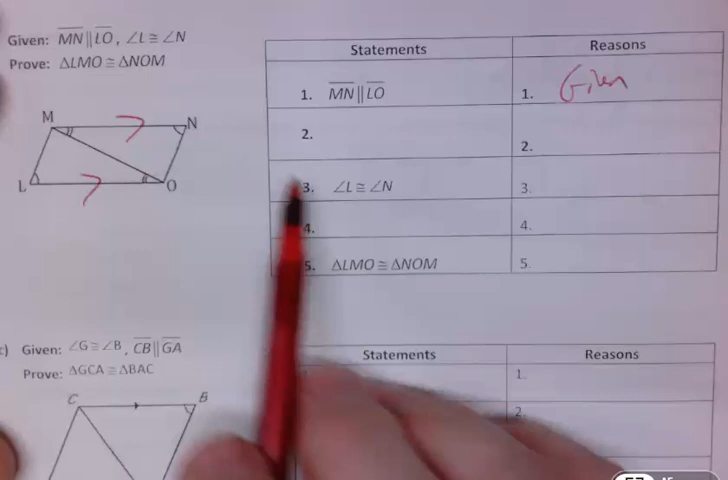 Given: MN || LO, ∠L ≅ ∠N
Prove: ΔLMO ≅ ΔNOM
M
N
L
O
Statements
Reasons
1. MN || LO
1. Given
2.
2.
3. ∠L ≅ ∠N
3.
4.
4.
5. ΔLMO ≅ ΔNOM
5
c) Given: ∠G ≅ ∠B, CB || GA
Prove: ΔGCA ≅ ΔBAC
C
B
Statements
Reasons
1.
2.